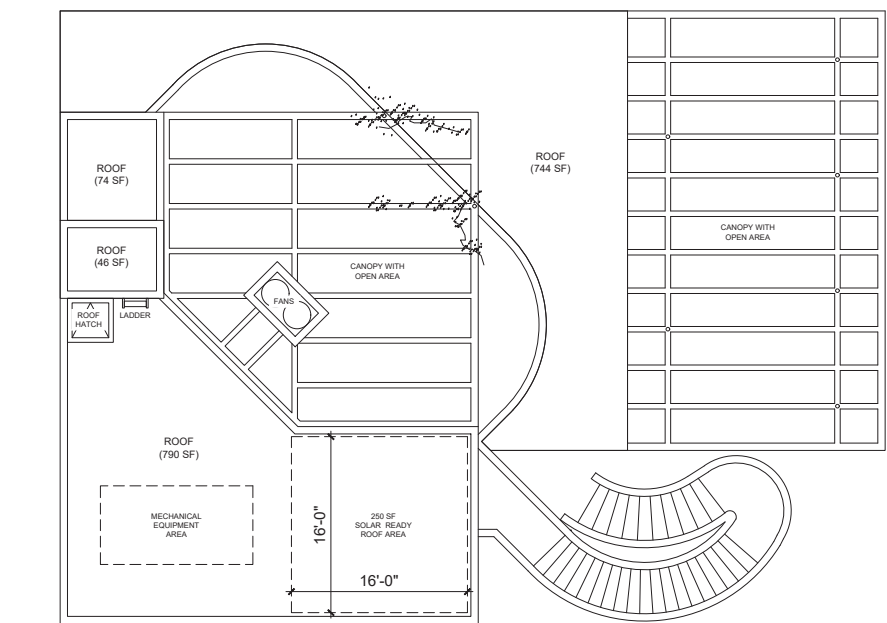 ROOF
(74 SF)
ROOF
(744 SF)
CANOPY WITH
OPEN AREA
ROOF
(46 SF)
CANOPY WITH
OPEN AREA
FANS
ROOF
HATCH
LADDER
ROOF
(790 SF)
MECHANICAL
EQUIPMENT
AREA
16'-0"
250 SF
SOLAR READY
ROOF AREA
16'-0"